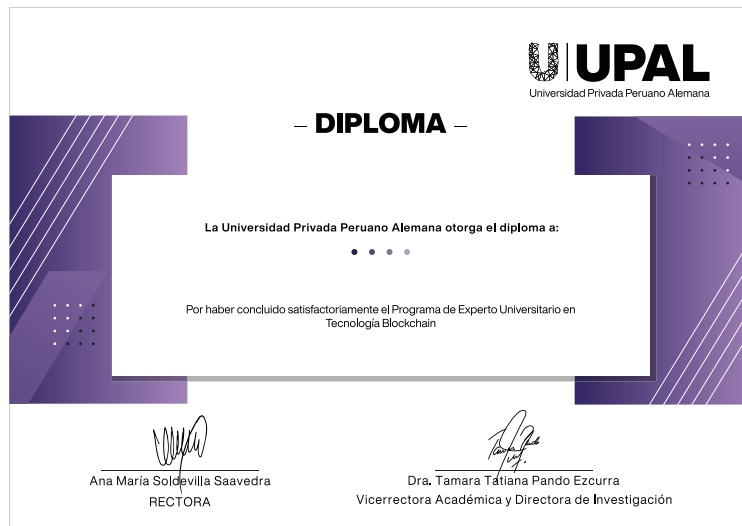 UPAL
Universidad Privada Peruano Alemana
– DIPLOMA –
La Universidad Privada Peruano Alemana otorga el diploma a:
Por haber concluido satisfactoriamente el Programa de Experto Universitario en
Tecnología Blockchain
Ana María Soldevilla Saavedra
RECTORA
Dra. Tamara Tatiana Pando Ezcurra
Vicerrectora Académica y Directora de Investigación